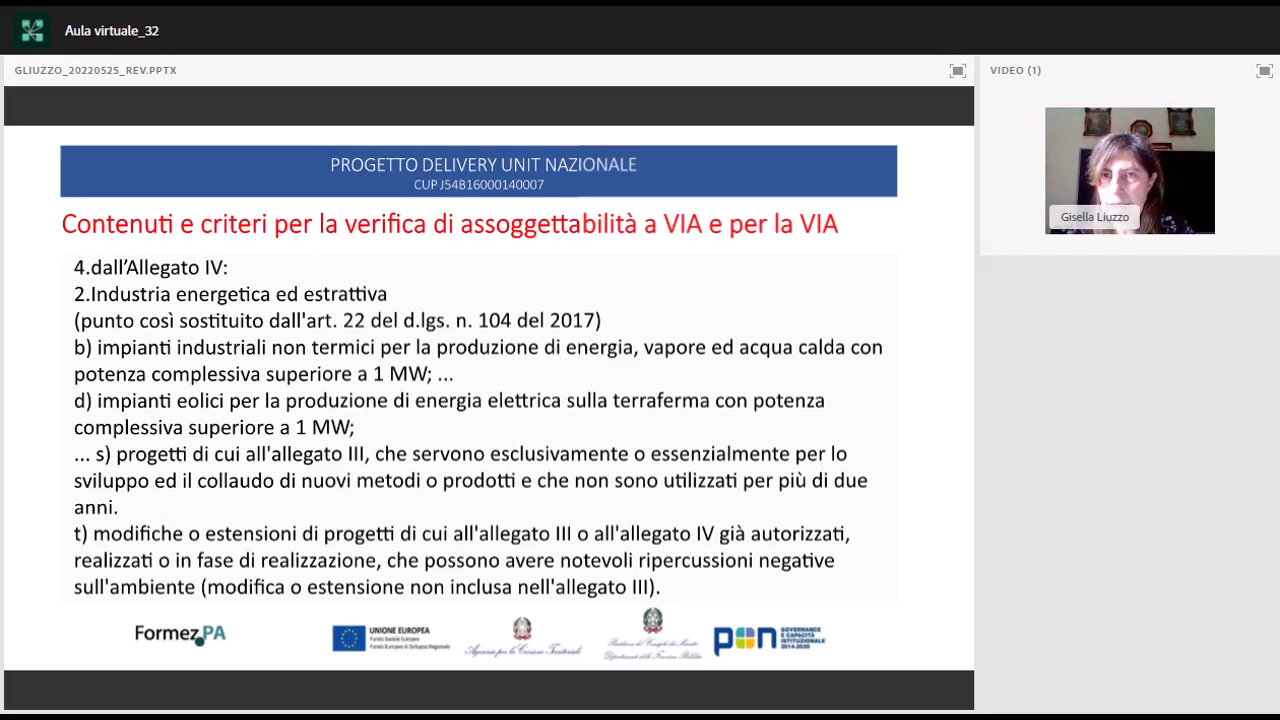 Aula virtuale_32
GLIUZZO_20220525_REV.PPTX
VIDEO (1)
PROGETTO DELIVERY UNIT NAZIONALE
CUP J54B16000140007
Contenuti e criteri per la verifica di assoggettabilità a VIA e per la VIA
Gisella Liuzzo
4.dall’Allegato IV:
2.Industria energetica ed estrattiva
(punto così sostituito dall'art. 22 del d.lgs. n. 104 del 2017)
b) impianti industriali non termici per la produzione di energia, vapore ed acqua calda con
potenza complessiva superiore a 1 MW; ...
d) impianti eolici per la produzione di energia elettrica sulla terraferma con potenza
complessiva superiore a 1 MW;
... s) progetti di cui all'allegato III, che servono esclusivamente o essenzialmente per lo
sviluppo ed il collaudo di nuovi metodi o prodotti e che non sono utilizzati per più di due
anni.
t) modifiche o estensioni di progetti di cui all'allegato III o all'allegato IV già autorizzati,
realizzati o in fase di realizzazione, che possono avere notevoli ripercussioni negative
sull'ambiente (modifica o estensione non inclusa nell'allegato III).
FormezPA
UNIONE EUROPEA
Fondo Sociale Europeo
Fondo Europeo di Sviluppo Regionale
Agenzia per la Coesione Territoriale
Presidenza del Consiglio dei Ministri
Dipartimento della Funzione Pubblica
pon
GOVERNANCE
E CAPACITÀ
ISTITUZIONALE
2014-2020